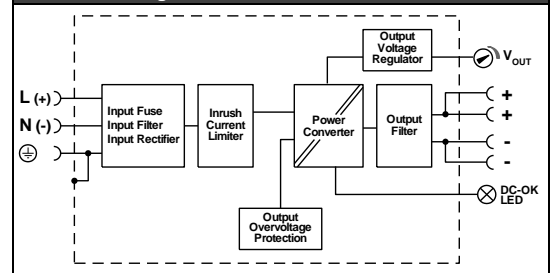 Output
Voltage
Regulator
V OUT
L (+)
N (-)
Input Fuse
Input Filter
Input Rectifier
Inrush
Current
Limiter
Power
Converter
Output
Filter
+
+
-
-
DC-OK
LED
Output
Overvoltage
Protection